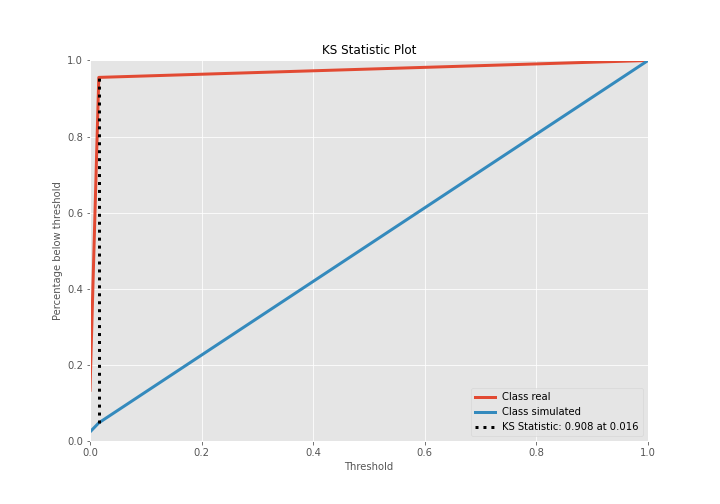 KS Statistic Plot
1.0
0.8
0.6
0.4
0.2
0.0
Percentage below threshold
0.0 0.2 0.4 0.6 0.8 1.0
Threshold
Class real
Class simulated
KS Statistic: 0.908 at 0.016